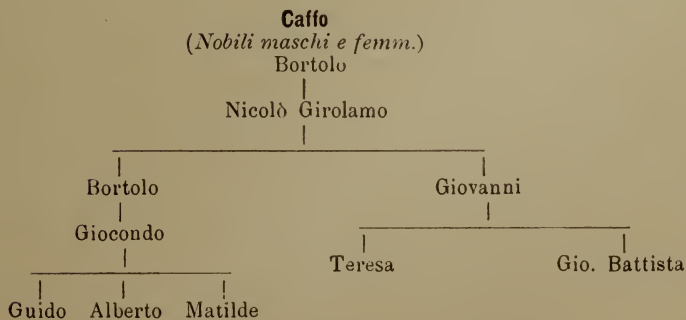 Caffo
(Nobili maschi e femm.)
Bortolo
Nicolò Girolamo
Bortolo Giovanni
Giocondo
Teresa Gio. Battista
Guido Alberto Matilde